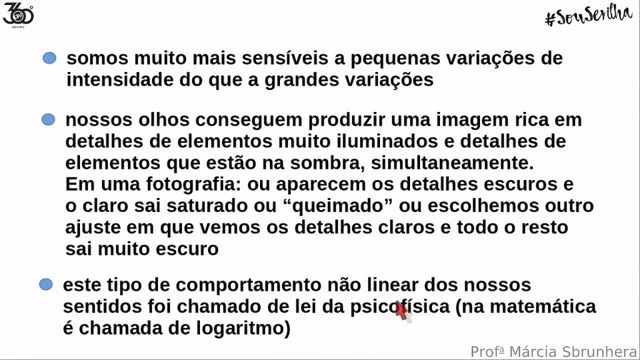 360°
#SouSerilha
somos muito mais sensíveis a pequenas variações de
intensidade do que a grandes variações
nossos olhos conseguem produzir uma imagem rica em
detalhes de elementos muito iluminados e detalhes de
elementos que estão na sombra, simultaneamente.
Em uma fotografia: ou aparecem os detalhes escuros e
o claro sai saturado ou “queimado” ou escolhemos outro
ajuste em que vemos os detalhes claros e todo o resto
sai muito escuro
este tipo de comportamento não linear dos nossos
sentidos foi chamado de lei da psicofísica (na matemática
é chamada de logaritmo)
Profª Márcia Sbrunhera